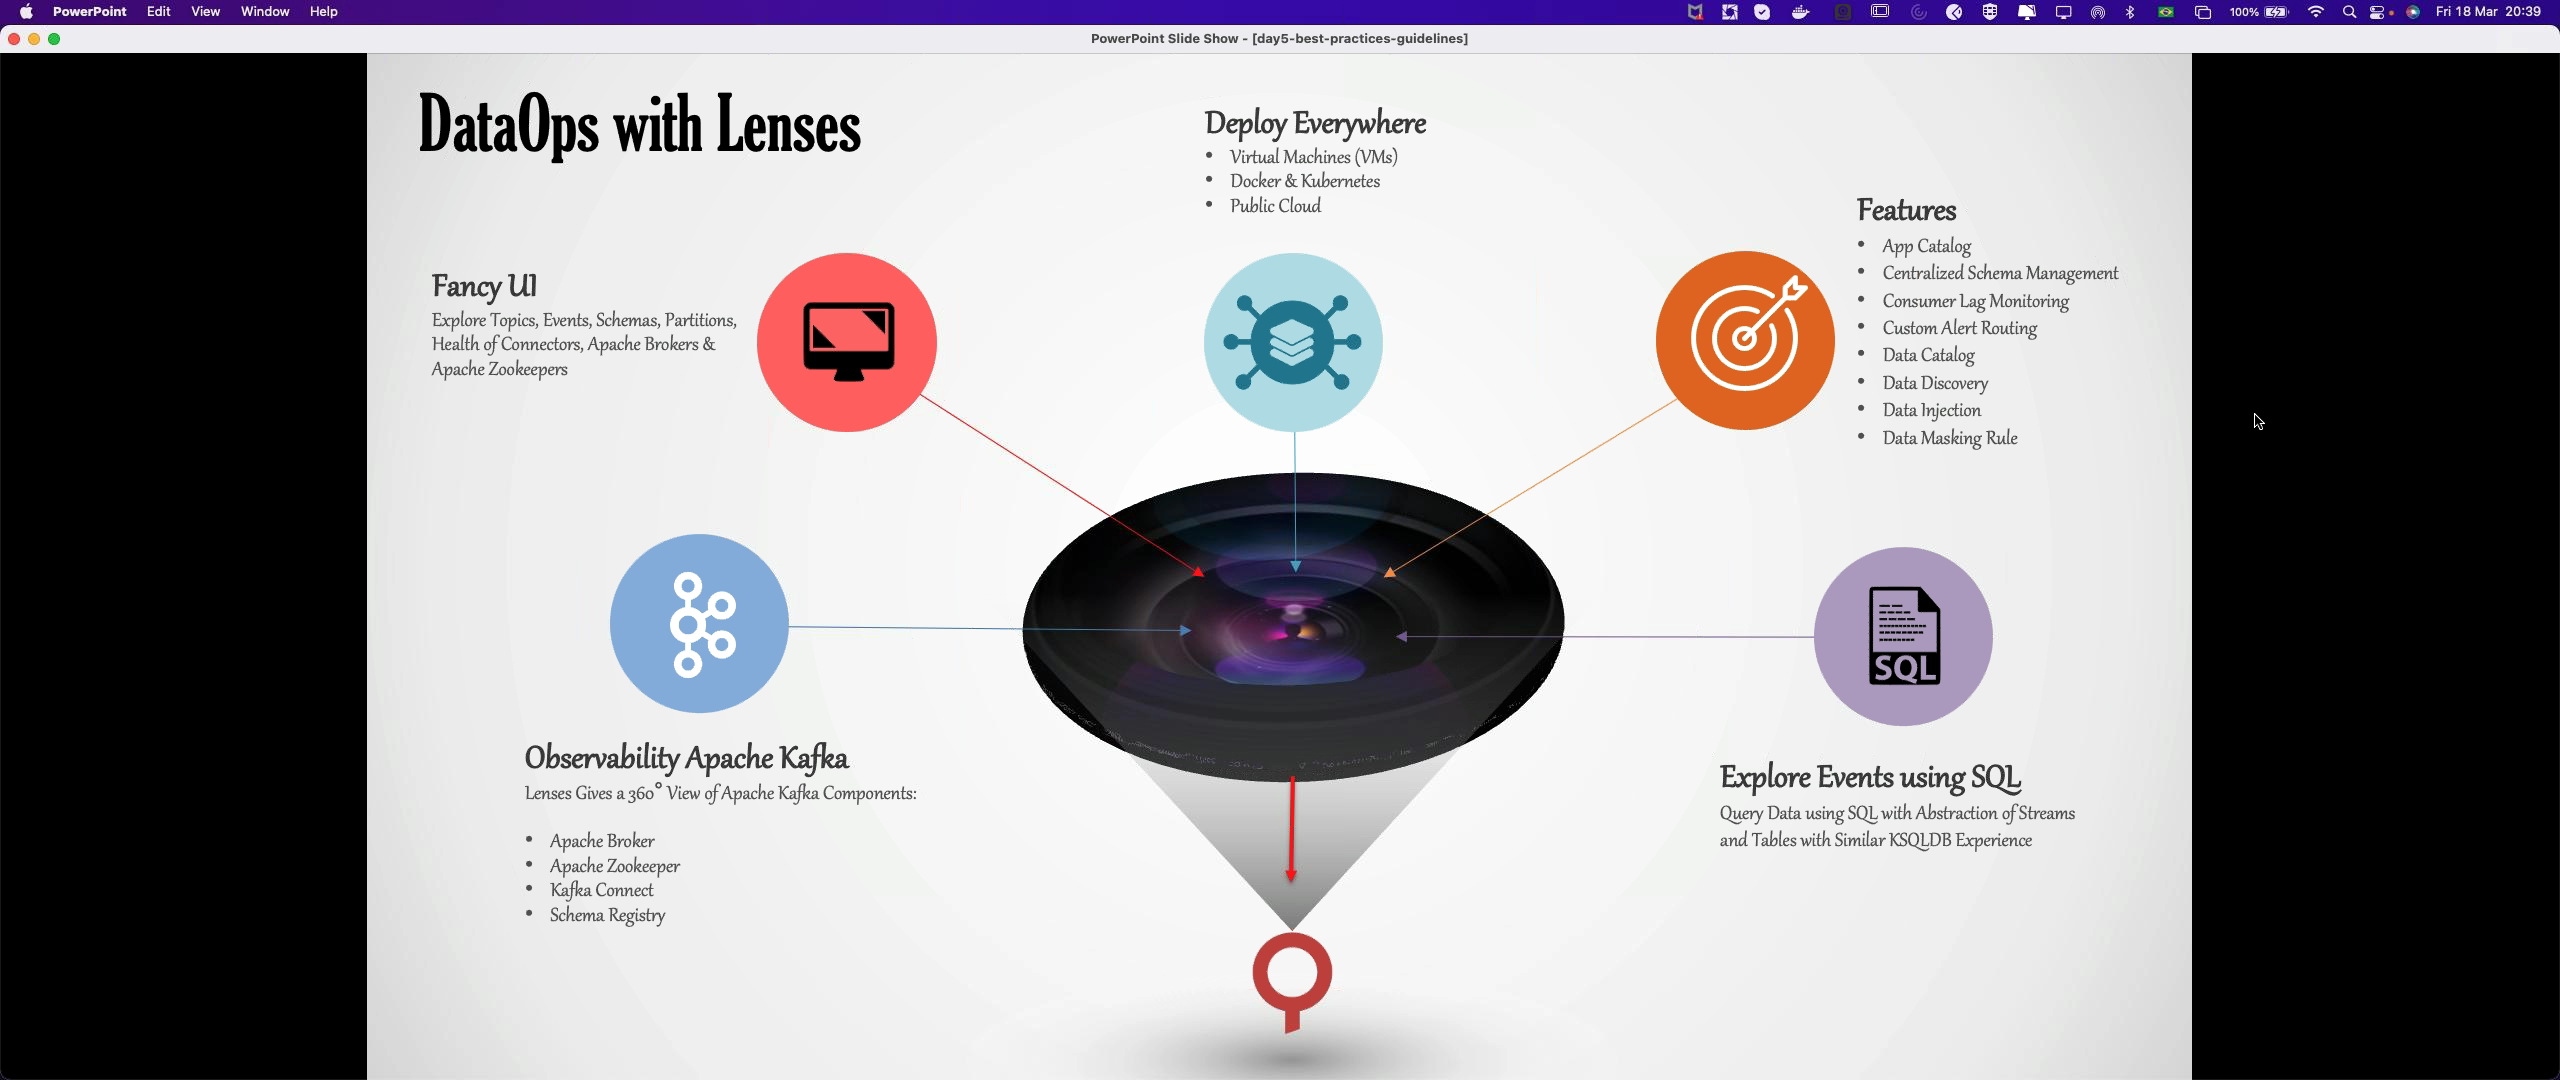 PowerPoint Edit View Window Help
100%
Fri 18 Mar 20:39
PowerPoint Slide Show - [day5-best-practices-guidelines]
DataOps with Lenses
Deploy Everywhere
• Virtual Machines (VMs)
• Docker & Kubernetes
• Public Cloud
Features
• App Catalog
• Centralized Schema Management
• Consumer Lag Monitoring
• Custom Alert Routing
• Data Catalog
• Data Discovery
• Data Injection
• Data Masking Rule
Fancy UI
Explore Topics, Events, Schemas, Partitions,
Health of Connectors, Apache Brokers &
Apache Zookeepers
SQL
Observability Apache Kafka
Lenses Gives a 360° View of Apache Kafka Components:
• Apache Broker
• Apache Zookeeper
• Kafka Connect
• Schema Registry
Explore Events using SQL
Query Data using SQL with Abstraction of Streams
and Tables with Similar KSQLDB Experience